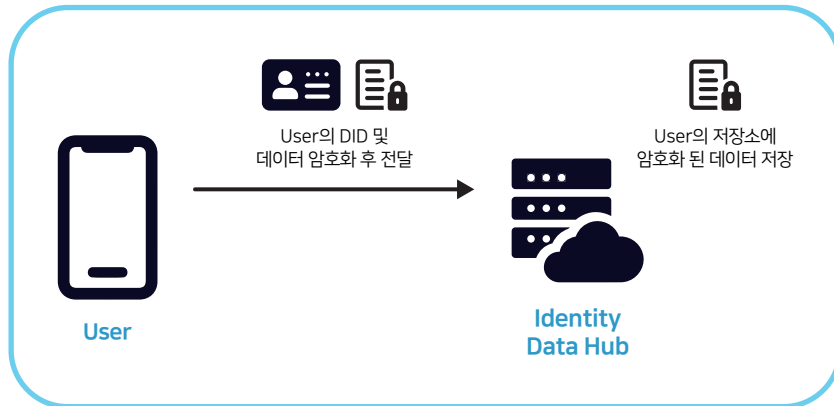 User의 DID 및
데이터 암호화 후 전달
User의 저장소에
암호화 된 데이터 저장
User
Identity
Data Hub